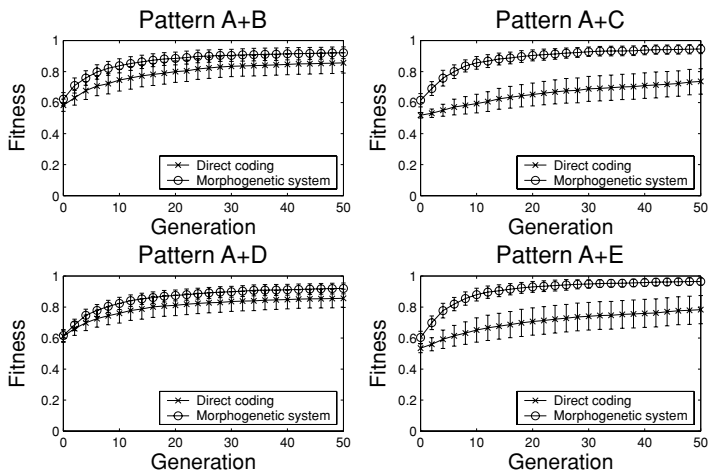 Pattern A+B
1
0.8
0.6
0.4
0.2
0
Fitness
Direct coding
Morphogenetic system
0 10 20 30 40 50
Generation
Pattern A+C
1
0.8
0.6
0.4
0.2
0
Fitness
Direct coding
Morphogenetic system
0 10 20 30 40 50
Generation
Pattern A+D
1
0.8
0.6
0.4
0.2
0
Fitness
Direct coding
Morphogenetic system
0 10 20 30 40 50
Generation
Pattern A+E
1
0.8
0.6
0.4
0.2
0
Fitness
Direct coding
Morphogenetic system
0 10 20 30 40 50
Generation